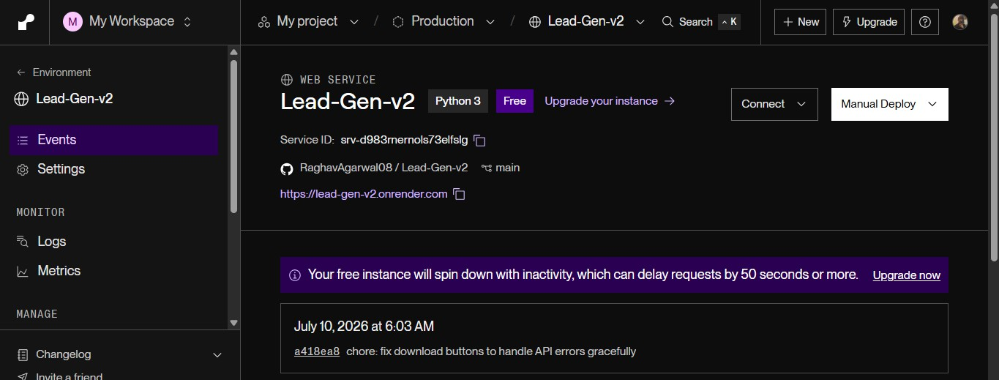 M My Workspace
My project / Production / Lead-Gen-v2
Search ^ K
+ New
Upgrade
← Environment
Lead-Gen-v2
Events
Settings
MONITOR
Logs
Metrics
MANAGE
Changelog
Invite a friend
WEB SERVICE
Lead-Gen-v2 Python 3 Free Upgrade your instance →
Connect
Manual Deploy
Service ID: srv-d983rnernols73elfslg
RaghavAgarwal08 / Lead-Gen-v2 main
https://lead-gen-v2.onrender.com
Your free instance will spin down with inactivity, which can delay requests by 50 seconds or more. Upgrade now
July 10, 2026 at 6:03 AM
a418ea8 chore: fix download buttons to handle API errors gracefully